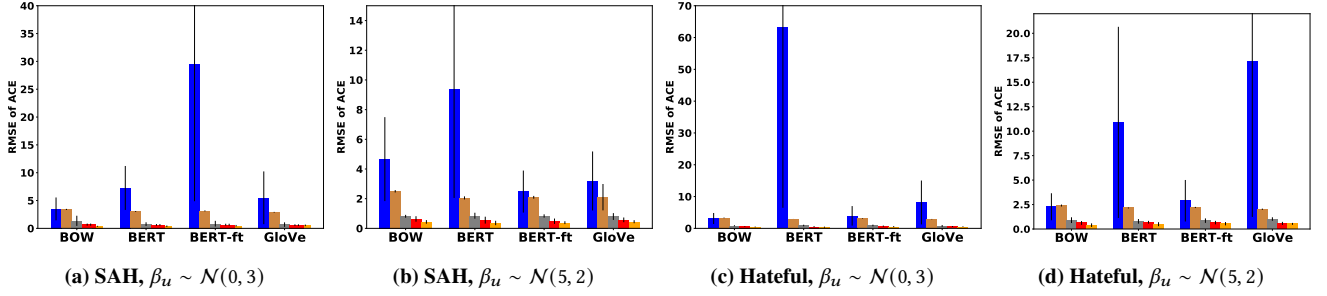 RMSE of ACE
40
35
30
25
20
15
10
5
0
BOW BERT BERT-ft GloVe
(a) SAH, βu ∼ N(0, 3)
RMSE of ACE
14
12
10
8
6
4
2
0
BOW BERT BERT-ft GloVe
(b) SAH, βu ∼ N(5, 2)
RMSE of ACE
70
60
50
40
30
20
10
0
BOW BERT BERT-ft GloVe
(c) Hateful, βu ∼ N(0, 3)
RMSE of ACE
20.0
17.5
15.0
12.5
10.0
7.5
5.0
2.5
0.0
BOW BERT BERT-ft GloVe
(d) Hateful, βu ∼ N(5, 2)